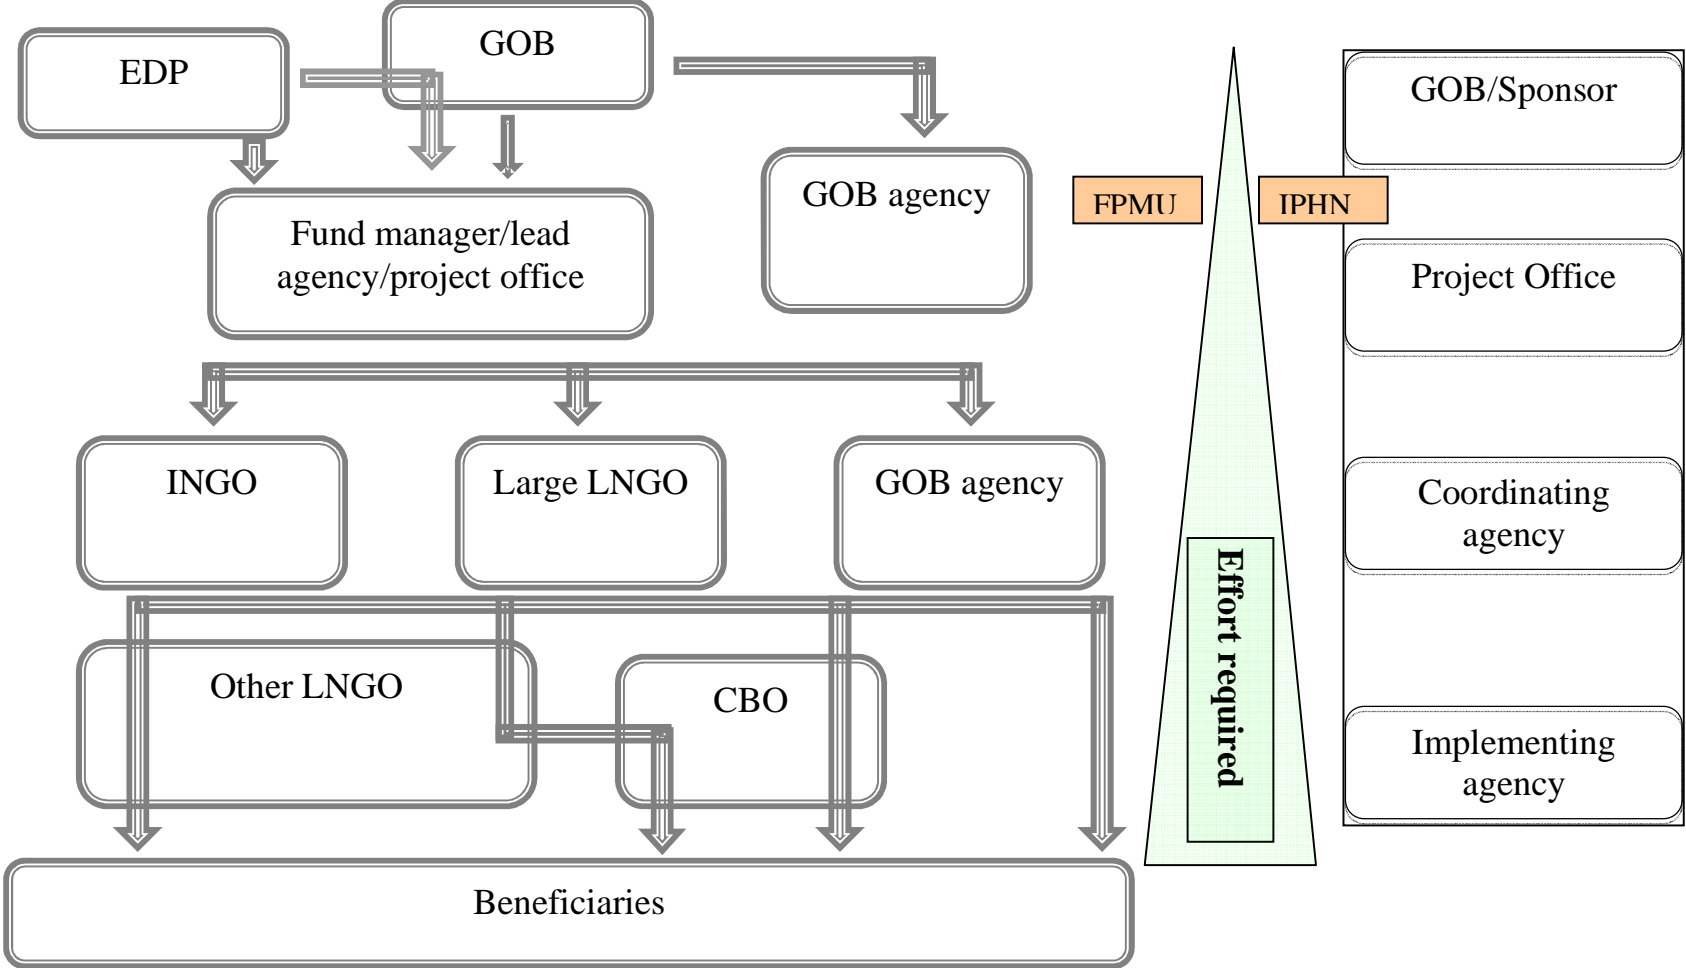 EDP
GOB
GOB/Sponsor
GOB agency
FPMU
IPHN
Fund manager/lead
agency/project office
Project Office
INGO
Large LNGO
GOB agency
Coordinating
agency
Effort required
Other LNGO
CBO
Implementing
agency
Beneficiaries